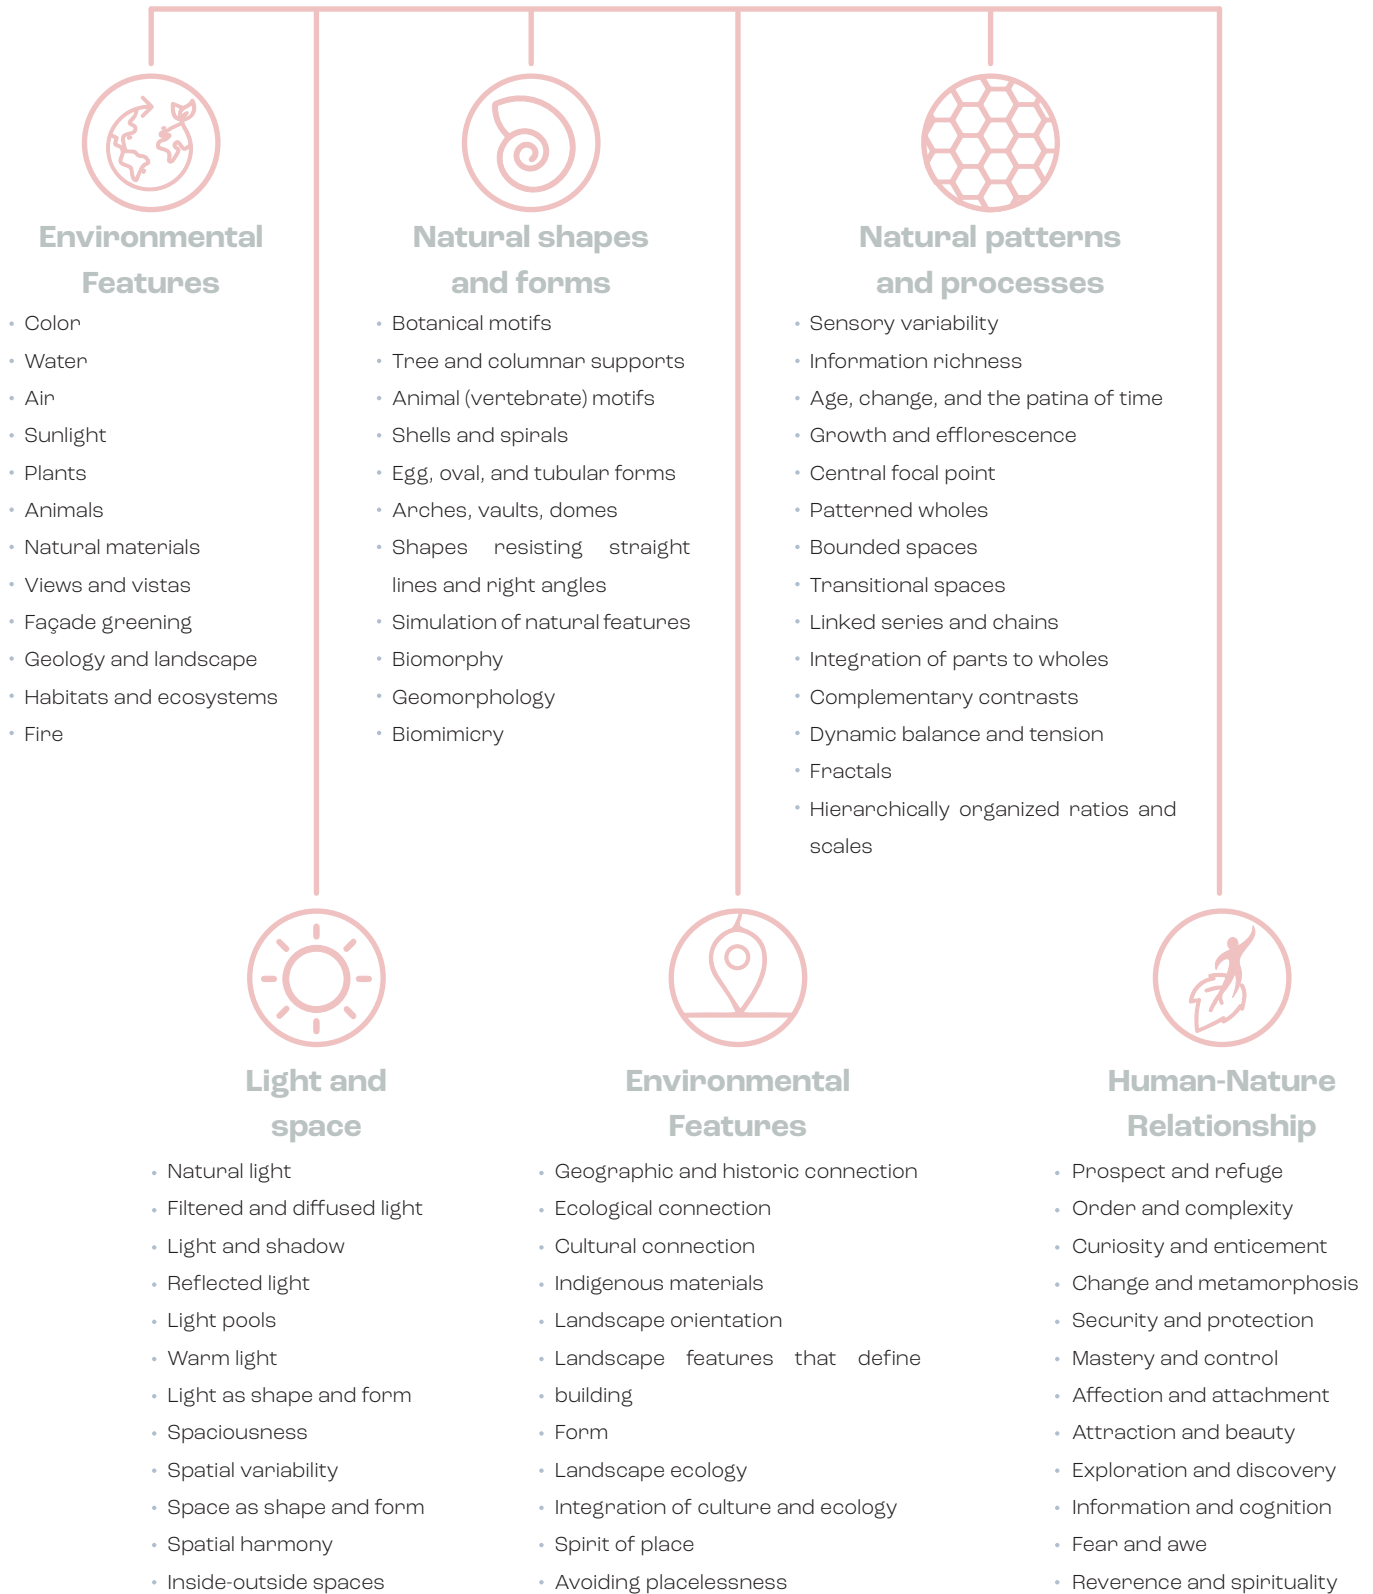 Environmental
Features
• Color
• Water
• Air
• Sunlight
• Plants
• Animals
• Natural materials
• Views and vistas
• Façade greening
• Geology and landscape
• Habitats and ecosystems
• Fire
Natural shapes
and forms
• Botanical motifs
• Tree and columnar supports
• Animal (vertebrate) motifs
• Shells and spirals
• Egg, oval, and tubular forms
• Arches, vaults, domes
• Shapes resisting straight
lines and right angles
• Simulation of natural features
• Biomorphy
• Geomorphology
• Biomimicry
Natural patterns
and processes
• Sensory variability
• Information richness
• Age, change, and the patina of time
• Growth and efflorescence
• Central focal point
• Patterned wholes
• Bounded spaces
• Transitional spaces
• Linked series and chains
• Integration of parts to wholes
• Complementary contrasts
• Dynamic balance and tension
• Fractals
• Hierarchically organized ratios and
scales
Light and
space
• Natural light
• Filtered and diffused light
• Light and shadow
• Reflected light
• Light pools
• Warm light
• Light as shape and form
• Spaciousness
• Spatial variability
• Space as shape and form
• Spatial harmony
• Inside-outside spaces
Environmental
Features
• Geographic and historic connection
• Ecological connection
• Cultural connection
• Indigenous materials
• Landscape orientation
• Landscape features that define
• building
• Form
• Landscape ecology
• Integration of culture and ecology
• Spirit of place
• Avoiding placelessness
Human-Nature
Relationship
• Prospect and refuge
• Order and complexity
• Curiosity and enticement
• Change and metamorphosis
• Security and protection
• Mastery and control
• Affection and attachment
• Attraction and beauty
• Exploration and discovery
• Information and cognition
• Fear and awe
• Reverence and spirituality